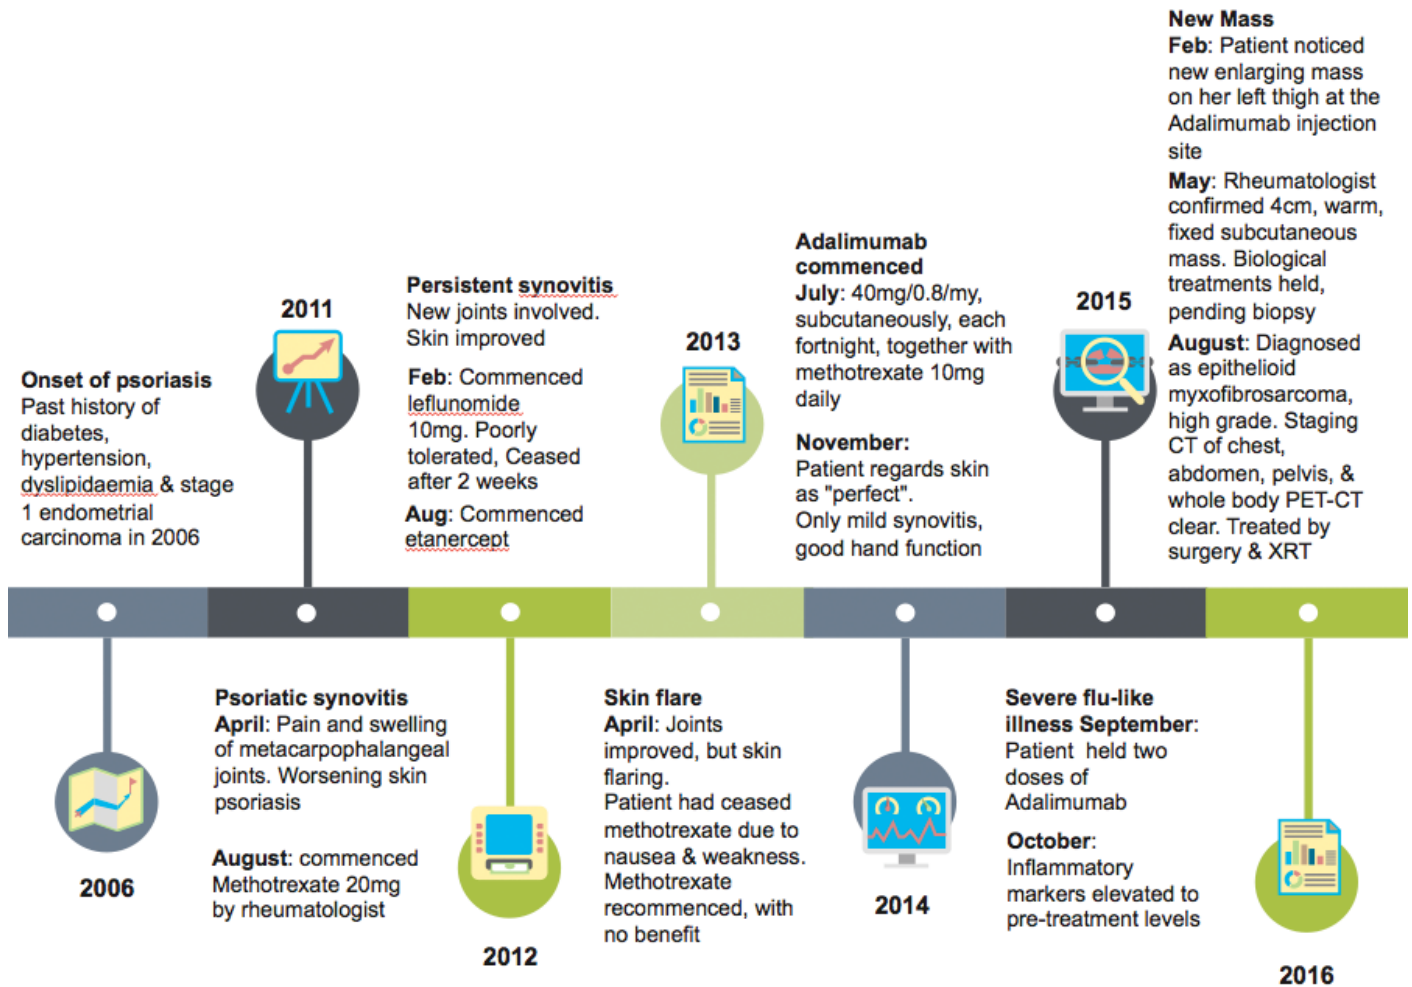 Onset of psoriasis
Past history of
diabetes,
hypertension,
dyslipidaemia & stage
1 endometrial
carcinoma in 2006
2006
2011
Psoriatic synovitis
April: Pain and swelling
of metacarpophalangeal
joints. Worsening skin
psoriasis
August: commenced
Methotrexate 20mg
by rheumatologist
Persistent synovitis
New joints involved.
Skin improved
Feb: Commenced
leflunomide
10mg. Poorly
tolerated, Ceased
after 2 weeks
Aug: Commenced
etanercept
2012
2013
Skin flare
April: Joints
improved, but skin
flaring.
Patient had ceased
methotrexate due to
nausea & weakness.
Methotrexate
recommenced, with
no benefit
Adalimumab
commenced
July: 40mg/0.8/my,
subcutaneously, each
fortnight, together with
methotrexate 10mg
daily
November:
Patient regards skin
as "perfect".
Only mild synovitis,
good hand function
2014
2015
Severe flu-like
illness September:
Patient held two
doses of
Adalimumab
October:
Inflammatory
markers elevated to
pre-treatment levels
New Mass
Feb: Patient noticed
new enlarging mass
on her left thigh at the
Adalimumab injection
site
May: Rheumatologist
confirmed 4cm, warm,
fixed subcutaneous
mass. Biological
treatments held,
pending biopsy
August: Diagnosed
as epithelioid
myxofibrosarcoma,
high grade. Staging
CT of chest,
abdomen, pelvis, &
whole body PET-CT
clear. Treated by
surgery & XRT
2016